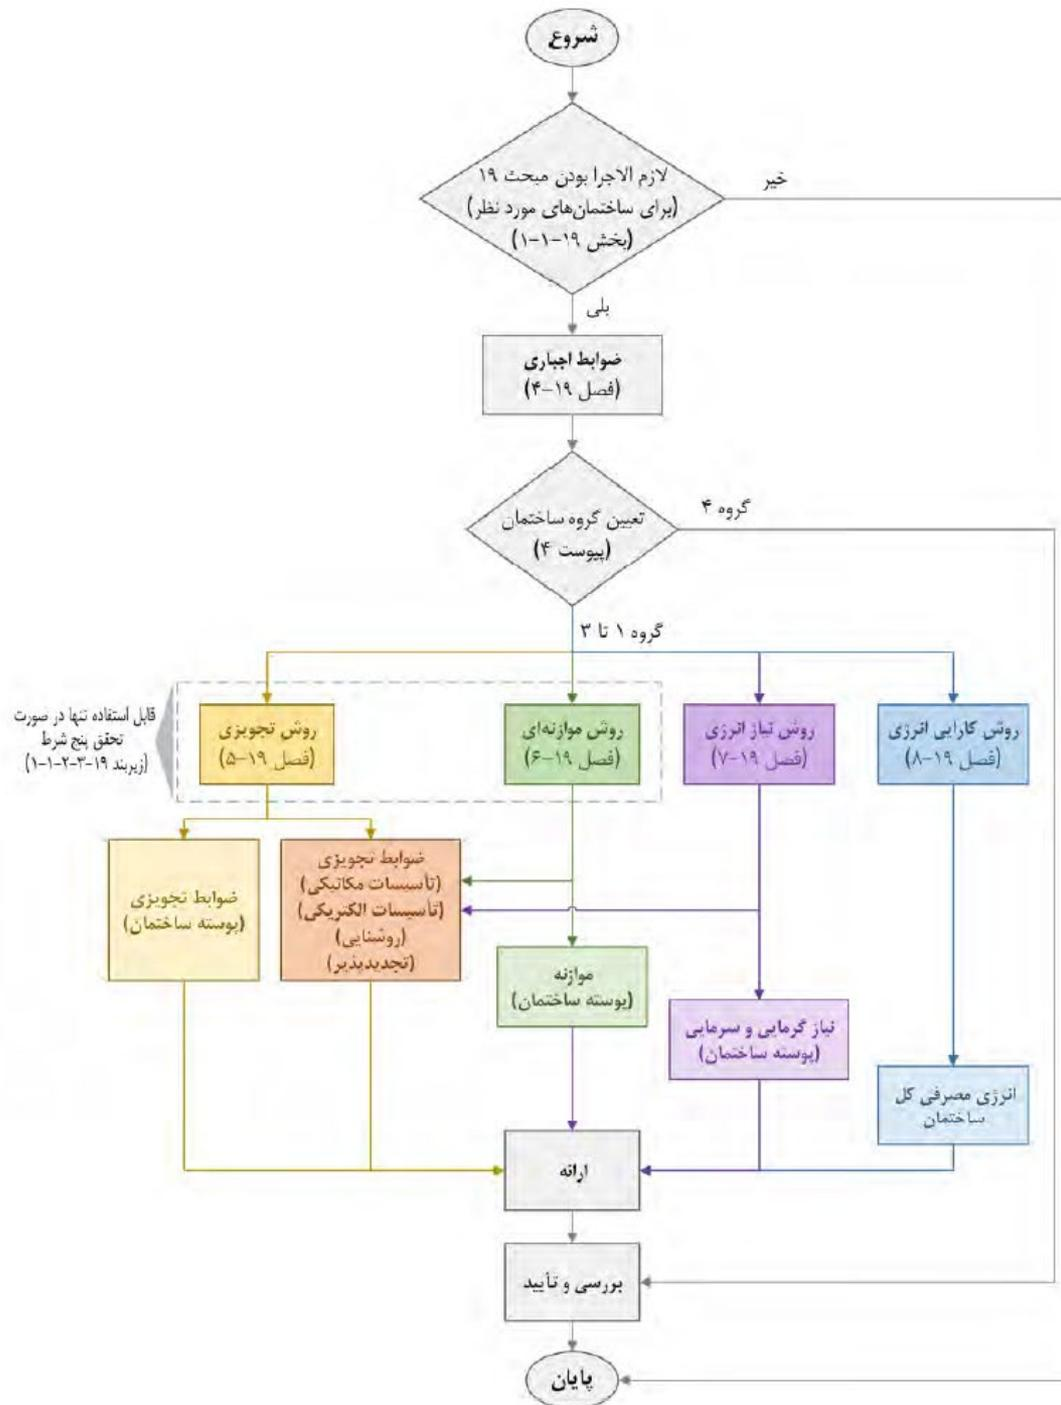 شروع
لازم الاجرا بودن مبحث ۱۹
(برای ساختمان‌های مورد نظر)
(بخش ۱۹-۱-۱)
خیر
بلی
ضوابط اجباری
(فصل ۱۹-۴)
تعیین گروه ساختمان
(پیوست ۴)
گروه ۴
گروه ۱ تا ۳
روش کارایی انرژی
(فصل ۱۹-۸)
روش نیاز انرژی
(فصل ۱۹-۷)
روش موازنه‌ای
(فصل ۱۹-۶)
روش تجویزی
(فصل ۱۹-۵)
قابل استفاده تنها در صورت
تحقق پنج شرط
(زیربند ۱۹-۳-۲-۱-۱)
ضوابط تجویزی
(تأسیسات مکانیکی)
(تأسیسات الکتریکی)
(روشنایی)
(تجدیدپذیر)
ضوابط تجویزی
(پوسته ساختمان)
موازنه
(پوسته ساختمان)
نیاز گرمایی و سرمایی
(پوسته ساختمان)
انرژی مصرفی کل
ساختمان
ارائه
بررسی و تأیید
پایان